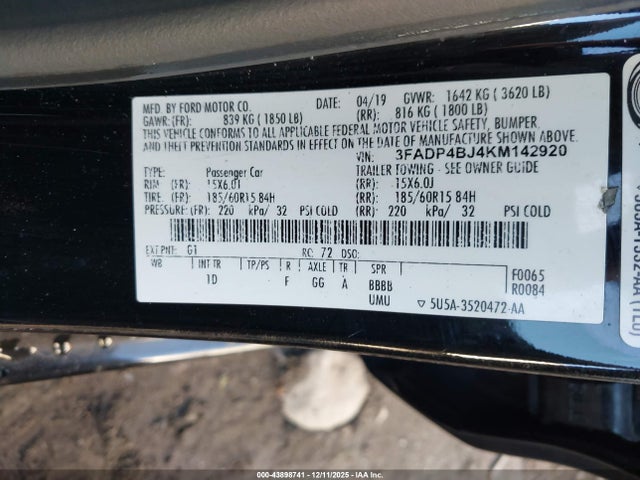 MFD. BY FORD MOTOR CO. DATE: 04/19 GVWR: 1642 KG ( 3620 LB)
GAWR:(FR): 839 KG ( 1850 LB) (RR): 816 KG ( 1800 LB)
THIS VEHICLE CONFORMS TO ALL APPLICABLE FEDERAL MOTOR VEHICLE SAFETY, BUMPER,
AND THEFT PREVENTION STANDARDS IN EFFECT ON THE DATE OF MANUFACTURE SHOWN ABOVE.
VIN: 3FADP4BJ4KM142920
TYPE: Passenger Car TRAILER TOWING - SEE OWNER GUIDE
RIM (FR): 15X6.0J (RR): 15X6.0J
TIRE: (FR): 185/60R15 84H (RR): 185/60R15 84H
PRESSURE:(FR): 220 kPa/ 32 PSI COLD (RR): 220 kPa/ 32 PSI COLD
EXT PNT: G1 RC: 72 DSO:
WB INT TR TP/PS R AXLE TR SPR F0065
1D F GG A BBBB R0084
UMU ▽ 5U5A-3520472-AA
00-43898741 - 12/11/2025 - IAAI.COM